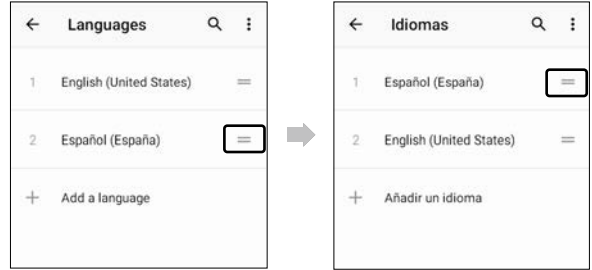 Languages
1 English (United States)
2 Español (España)
Add a language
Idiomas
1 Español (España)
2 English (United States)
Añadir un idioma